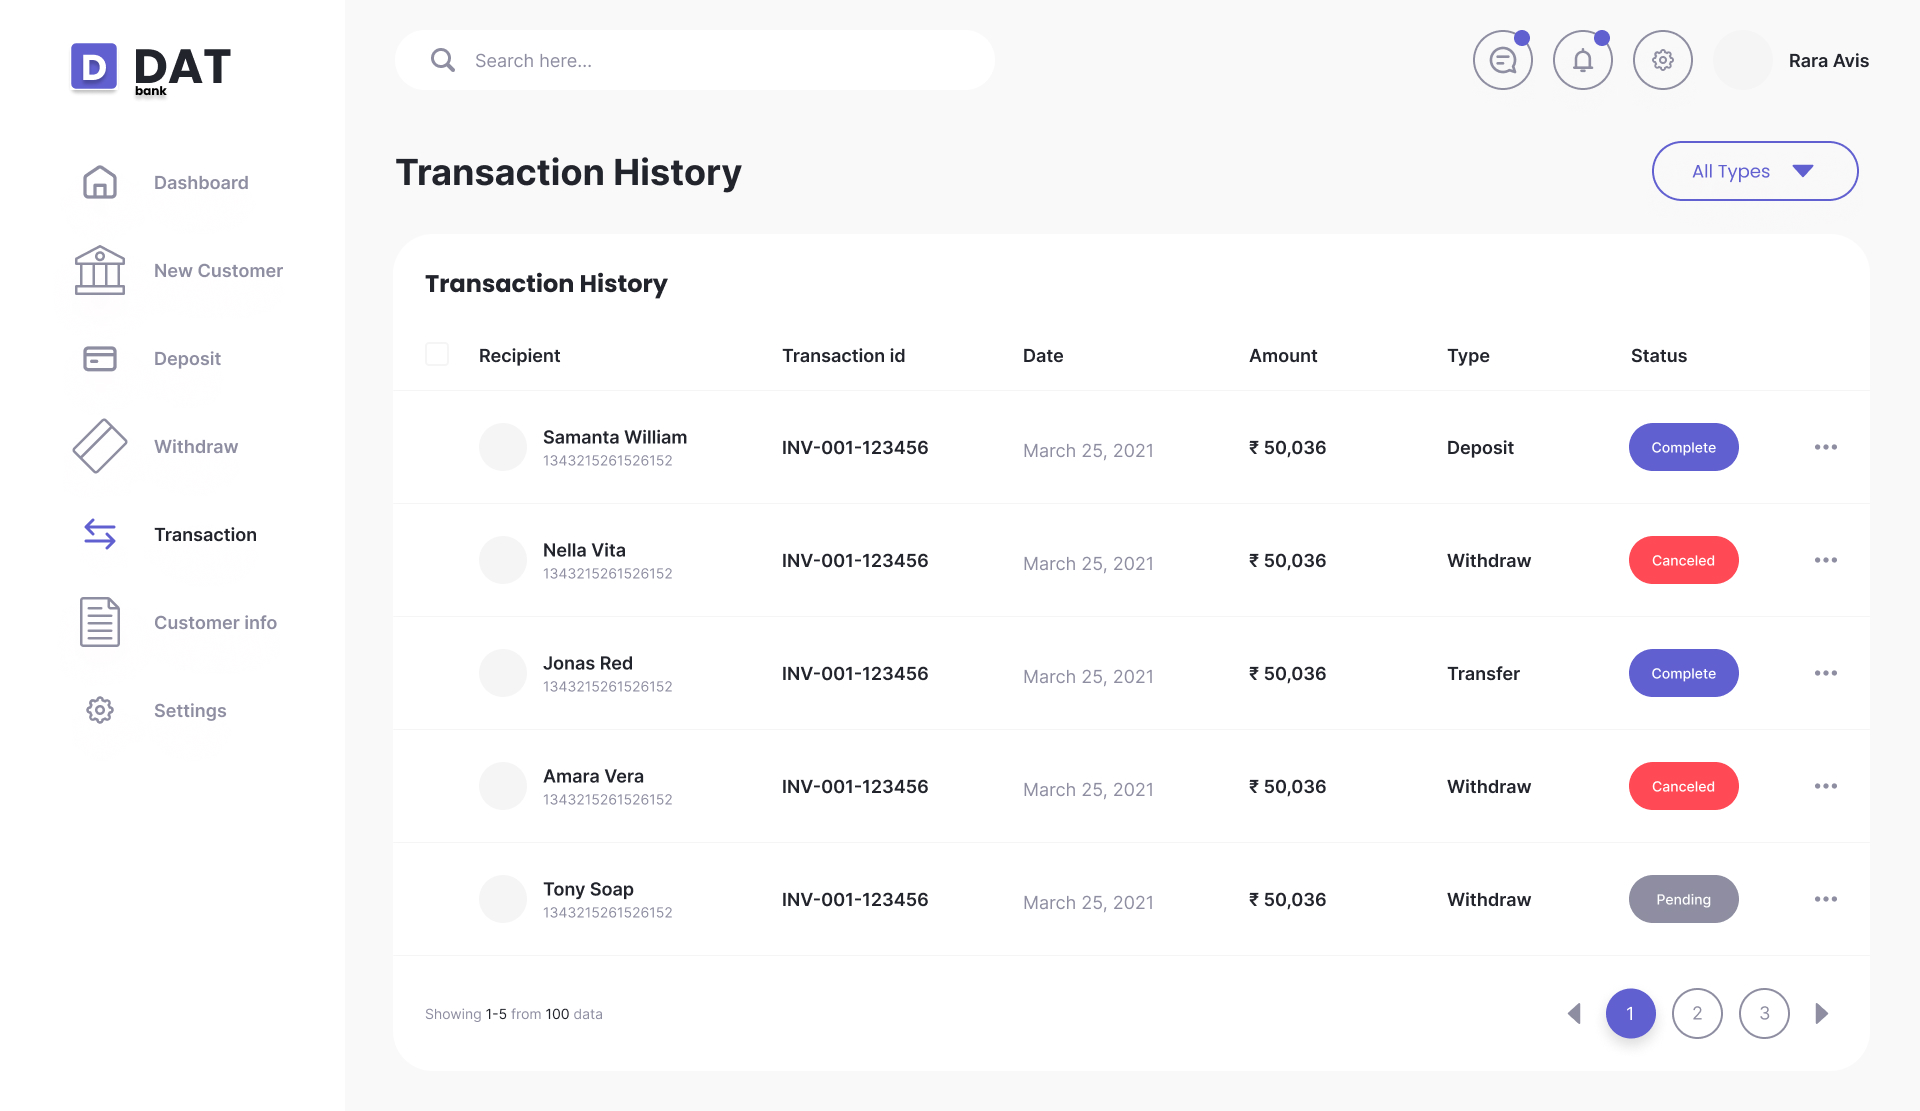 D DAT
bank
Search here...
Rara Avis
Dashboard
New Customer
Deposit
Withdraw
Transaction
Customer info
Settings
Transaction History
All Types
Transaction History
Recipient Transaction id Date Amount Type Status
Samanta William
1343215261526152
INV-001-123456 March 25, 2021 ₹ 50,036 Deposit Complete
Nella Vita
1343215261526152
INV-001-123456 March 25, 2021 ₹ 50,036 Withdraw Canceled
Jonas Red
1343215261526152
INV-001-123456 March 25, 2021 ₹ 50,036 Transfer Complete
Amara Vera
1343215261526152
INV-001-123456 March 25, 2021 ₹ 50,036 Withdraw Canceled
Tony Soap
1343215261526152
INV-001-123456 March 25, 2021 ₹ 50,036 Withdraw Pending
Showing 1-5 from 100 data
1 2 3